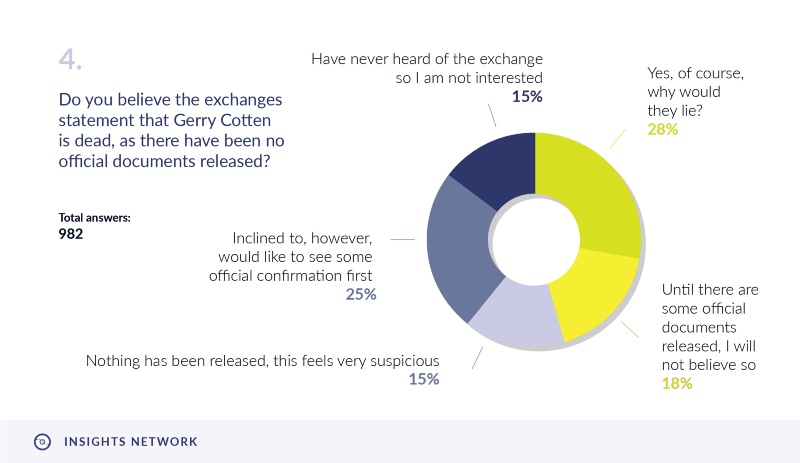 4.
Do you believe the exchanges
statement that Gerry Cotten
is dead, as there have been no
official documents released?
Total answers:
982
Have never heard of the exchange
so I am not interested
15%
Yes, of course,
why would
they lie?
28%
Inclined to, however,
would like to see some
official confirmation first
25%
Until there are
some official
documents
released, I will
not believe so
18%
Nothing has been released, this feels very suspicious
15%
INSIGHTS NETWORK